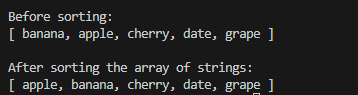 Before sorting:
[ banana, apple, cherry, date, grape ]
After sorting the array of strings:
[ apple, banana, cherry, date, grape ]